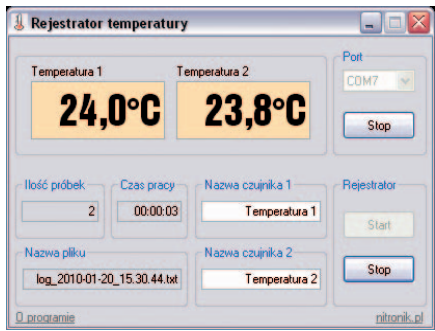 Rejestrator temperatury
Temperatura 1
Temperatura 2
Port
24,0°C
23,8°C
COM7
Stop
Ilość próbek
Czas pracy
Nazwa czujnika 1
Rejestrator
2
00:00:03
Temperatura 1
Start
Nazwa pliku
Nazwa czujnika 2
log_2010-01-20_15.30.44.txt
Temperatura 2
Stop
O programie
nitronik.pl